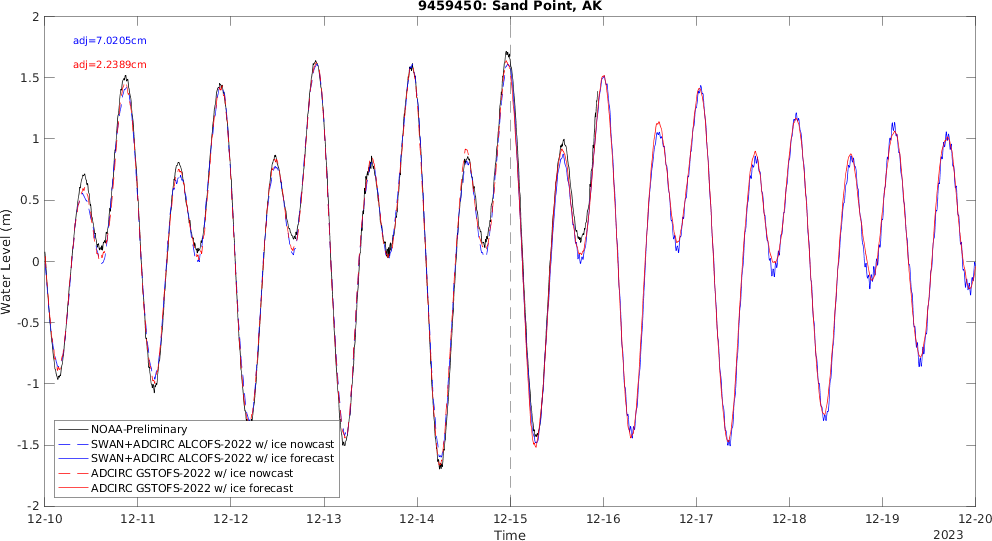 9459450: Sand Point, AK
adj=7.0205cm
adj=2.2389cm
Water Level (m)
2
1.5
1
0.5
0
-0.5
-1
-1.5
-2
NOAA-Preliminary
SWAN+ADCIRC ALCOFS-2022 w/ ice nowcast
SWAN+ADCIRC ALCOFS-2022 w/ ice forecast
ADCIRC GSTOFS-2022 w/ ice nowcast
ADCIRC GSTOFS-2022 w/ ice forecast
12-10 12-11 12-12 12-13 12-14 12-15 12-16 12-17 12-18 12-19 12-20
Time
2023